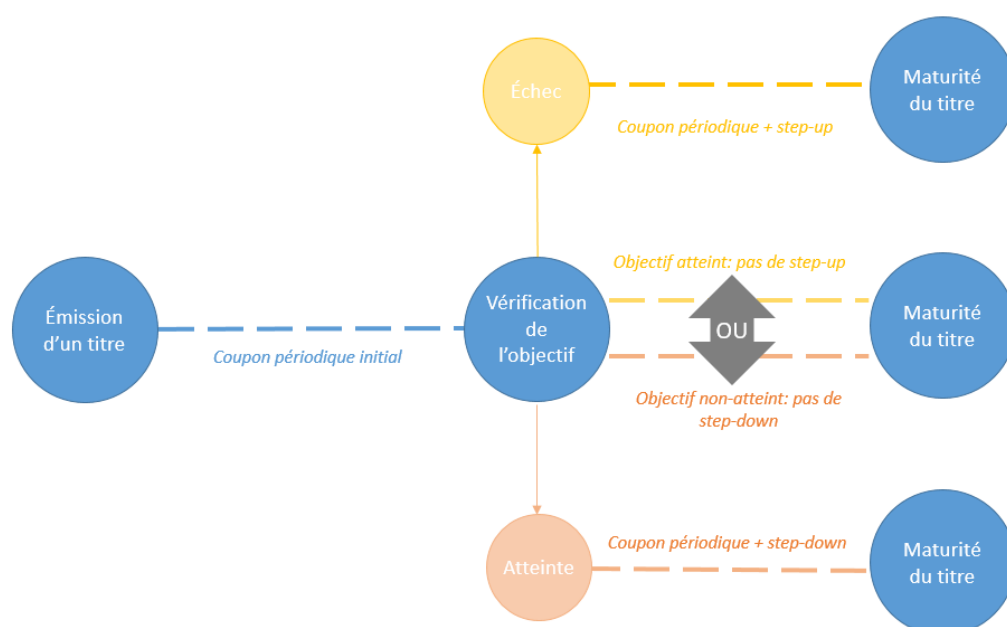 Échec
Coupon périodique + step-up
Maturité
du titre
Émission
d'un titre
Coupon périodique initial
Vérification
de
l'objectif
Objectif atteint: pas de step-up
OU
Objectif non-atteint: pas de
step-down
Maturité
du titre
Atteinte
Coupon périodique + step-down
Maturité
du titre